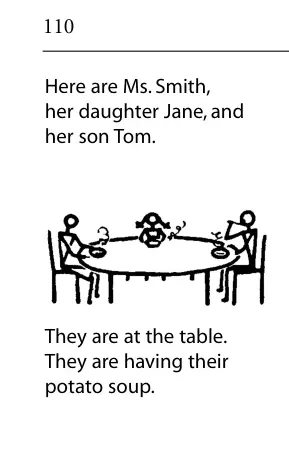 110
Here are Ms. Smith,
her daughter Jane, and
her son Tom.
They are at the table.
They are having their
potato soup.